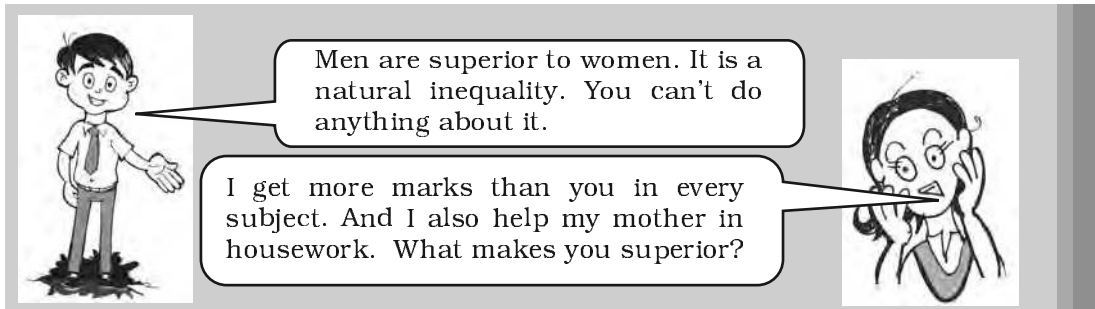 Men are superior to women. It is a
natural inequality. You can't do
anything about it.
I get more marks than you in every
subject. And I also help my mother in
housework. What makes you superior?